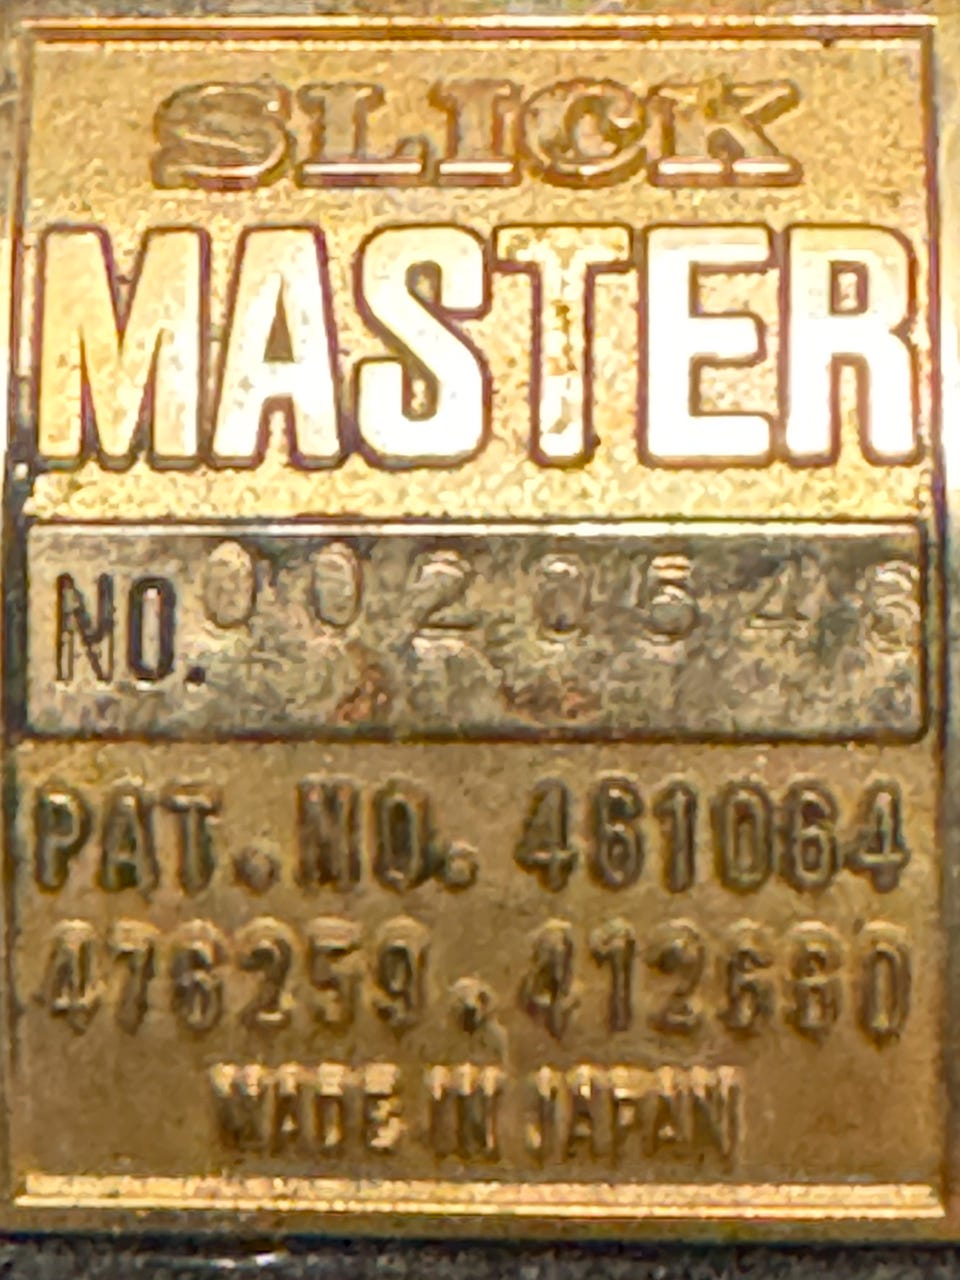 SLICK
MASTER
NO.
PAT.NO. 461064
476259.412680
MADE IN JAPAN